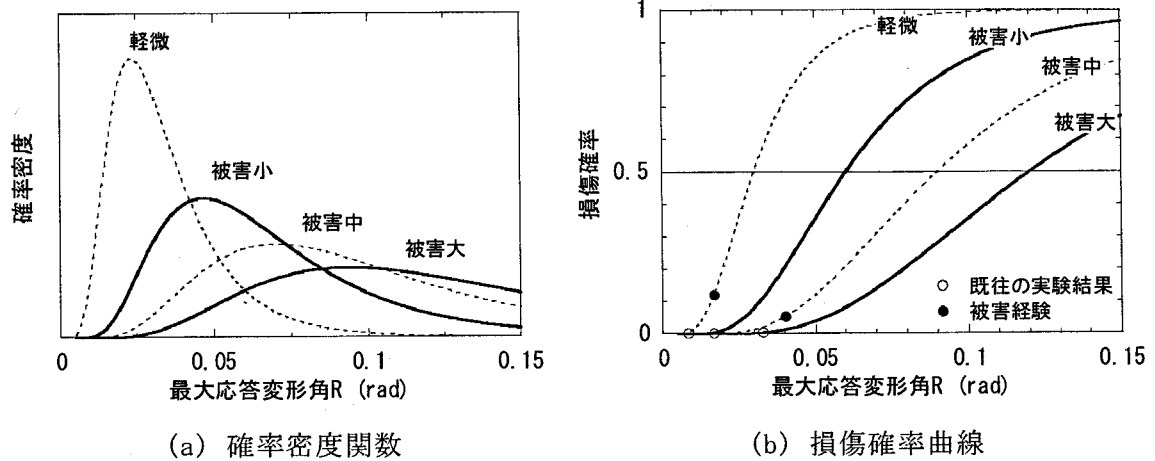 軽微
被害小
被害中
被害大
確率密度
0
0.05
0.1
0.15
最大応答変形角R (rad)
(a) 確率密度関数
1
軽微
被害小
被害中
被害大
0.5
損傷確率
○ 既往の実験結果
● 被害経験
0
0
0.05
0.1
0.15
最大応答変形角R (rad)
(b) 損傷確率曲線